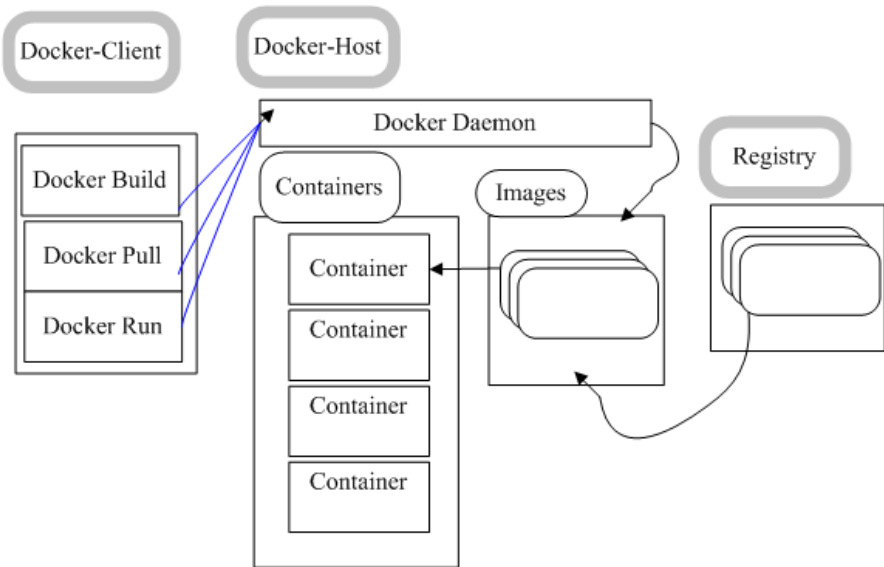 Docker-Client
Docker-Host
Docker Daemon
Registry
Docker Build
Docker Pull
Docker Run
Containers
Images
Container
Container
Container
Container